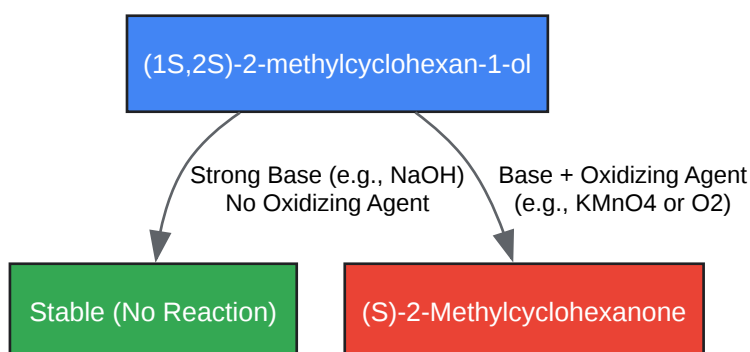 (1S,2S)-2-methylcyclohexan-1-ol
Strong Base (e.g., NaOH)
No Oxidizing Agent
Base + Oxidizing Agent
(e.g., KMnO4 or O2)
Stable (No Reaction)
(S)-2-Methylcyclohexanone